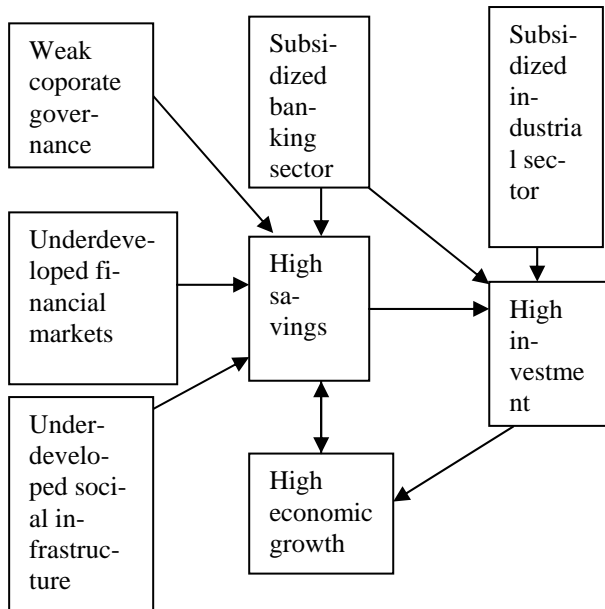 Weak
coporate
gover-
nance
Subsi-
dized
ban-
king
sector
Subsi-
dized
in-
dustria
l sec-
tor
Underdeve-
loped fi-
nancial
markets
High
sa-
vings
High
in-
vestme
nt
Under-
develo-
ped soci-
al in-
frastruc-
ture
High
economic
growth